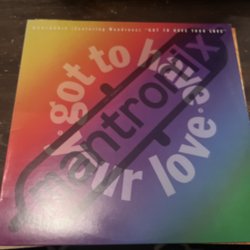 MANTRONIX (Featuring Wondress) "GOT TO HAVE YOUR LOVE"
got to have
mantronix
your love